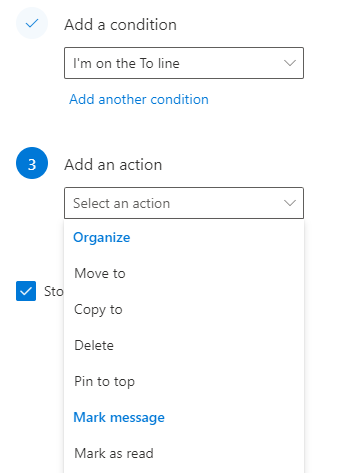 Add a condition
I'm on the To line
Add another condition
3
Add an action
Select an action
Organize
Move to
Copy to
Sto
Delete
Pin to top
Mark message
Mark as read